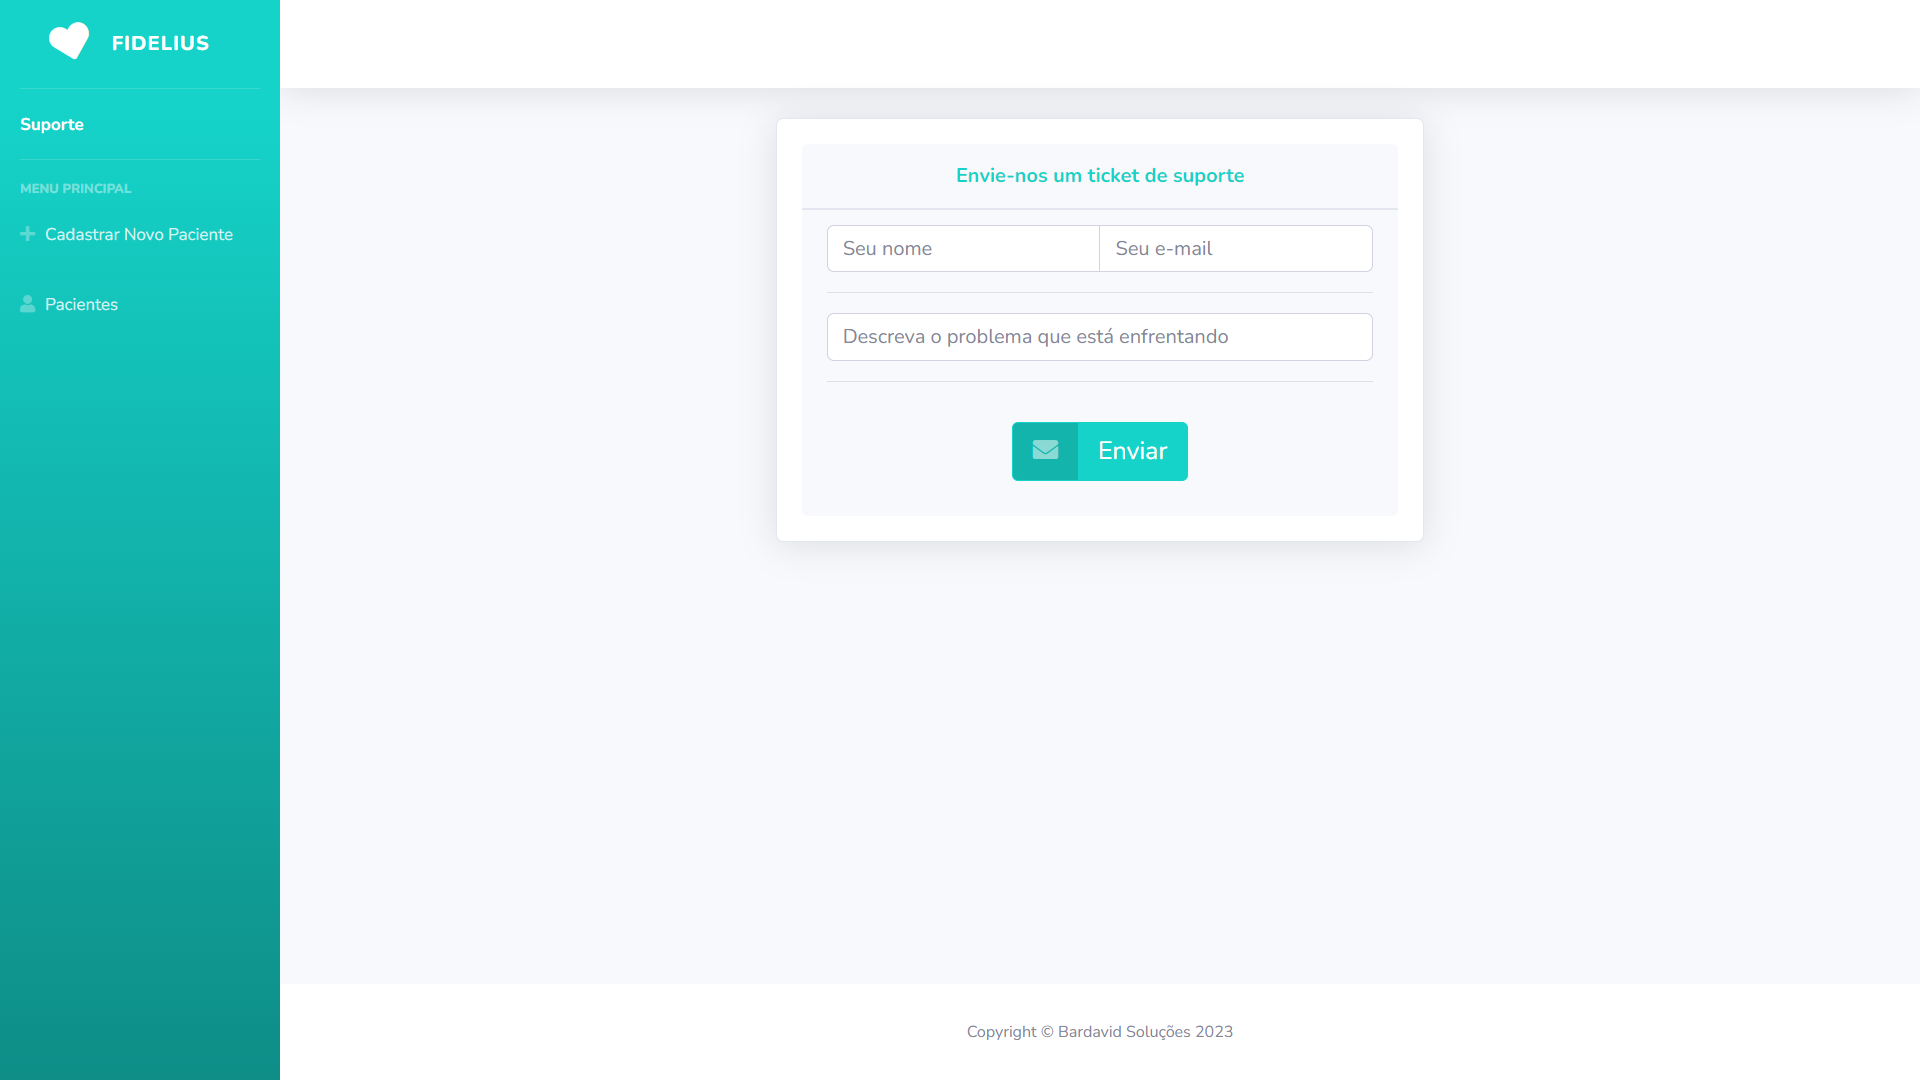 FIDELIUS
Suporte
MENU PRINCIPAL
Cadastrar Novo Paciente
Pacientes
Envie-nos um ticket de suporte
Seu nome
Seu e-mail
Descreva o problema que está enfrentando
Enviar
Copyright © Bardavid Soluções 2023